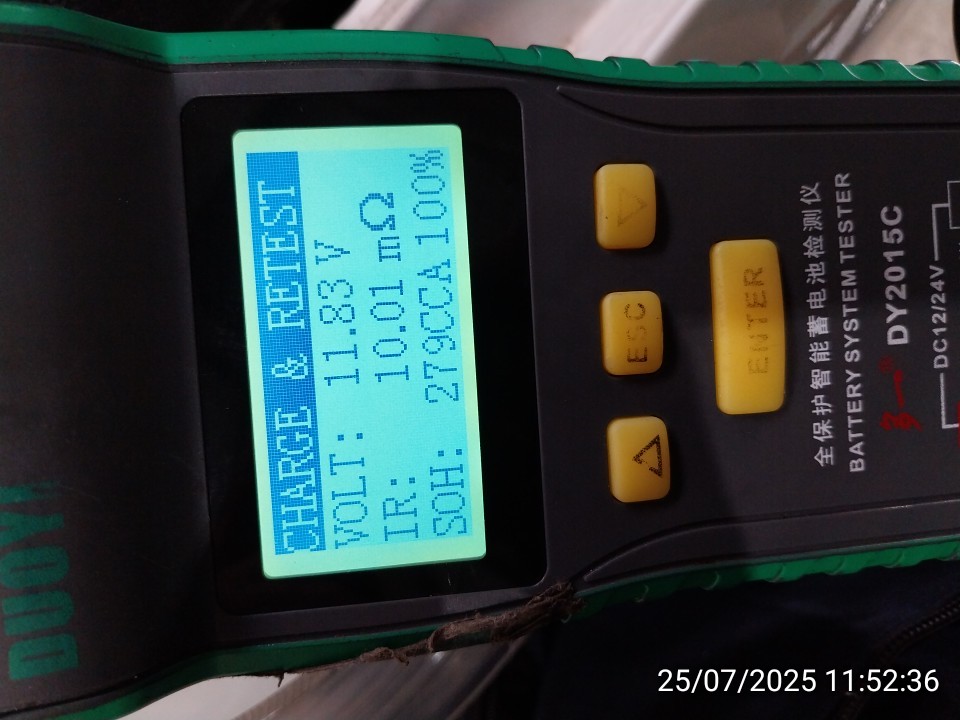 DUOYI
CHARGE & RETEST
VOLT: 11.83 V
IR: 10.01 mΩ
SOH: 279CCA 100%
ESC
ENTER
全保护智能蓄电池检测仪
BATTERY SYSTEM TESTER
DY2015C
DC12/24V
25/07/2025 11:52:36